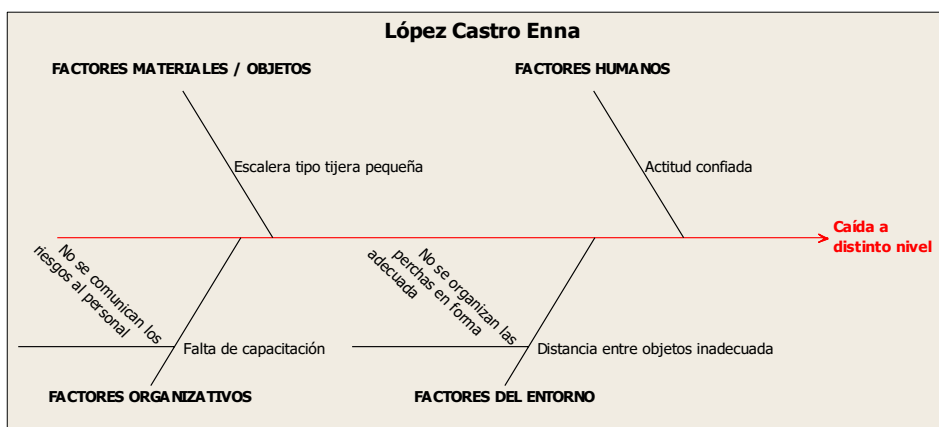 López Castro Enna
FACTORES MATERIALES / OBJETOS
FACTORES HUMANOS
Escalera tipo tijera pequeña
Actitud confiada
Caída a
distinto nivel
No se comunican los
riesgos al personal
No se organizan las
perchas en forma
adecuada
Falta de capacitación
Distancia entre objetos inadecuada
FACTORES ORGANIZATIVOS
FACTORES DEL ENTORNO